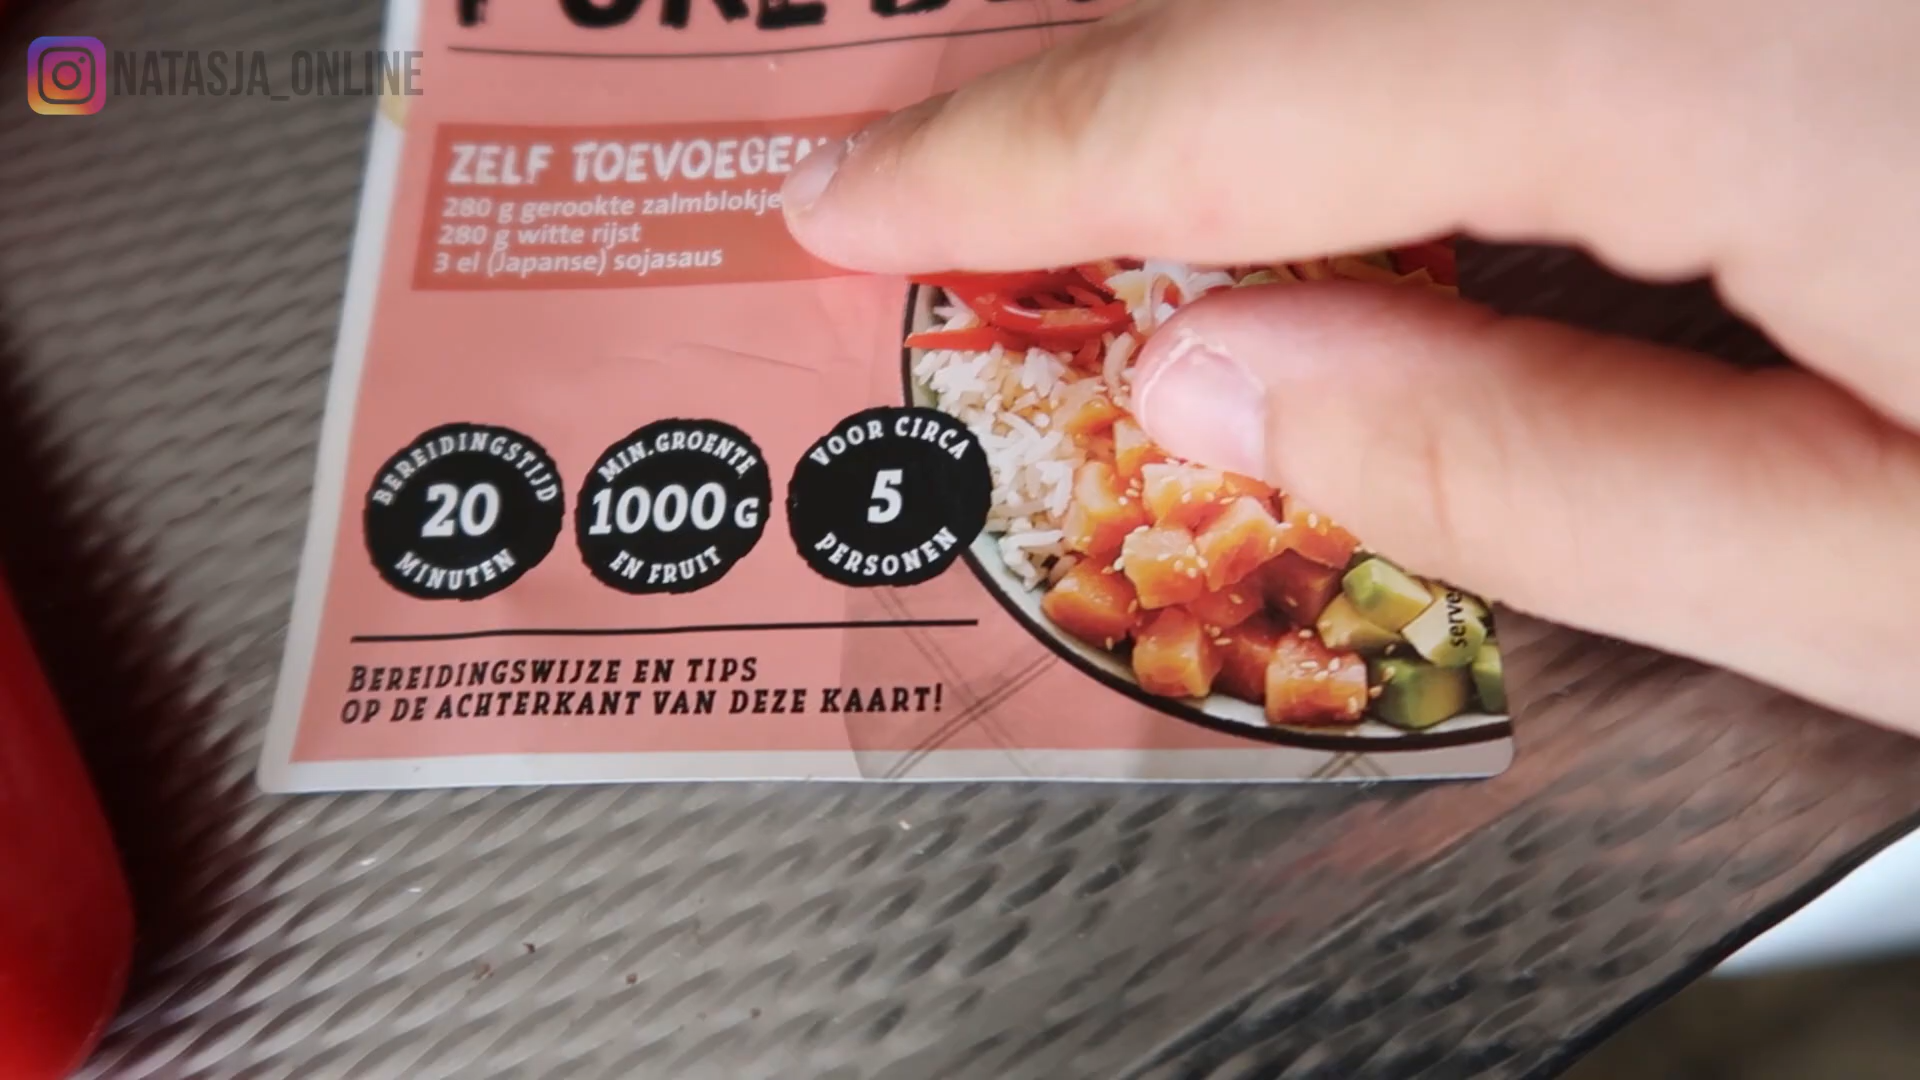 NATASJA_ONLINE
ZELF TOEVOEGEN
280 g gerookte zalmblokje
280 g witte rijst
3 el (Japanse) sojasaus
BEREIDINGSTIJD
20
MINUTEN
MIN. GROENTE
1000 G
EN FRUIT
VOOR CIRCA
5
PERSONEN
serve
BEREIDINGSWIJZE EN TIPS
OP DE ACHTERKANT VAN DEZE KAART!